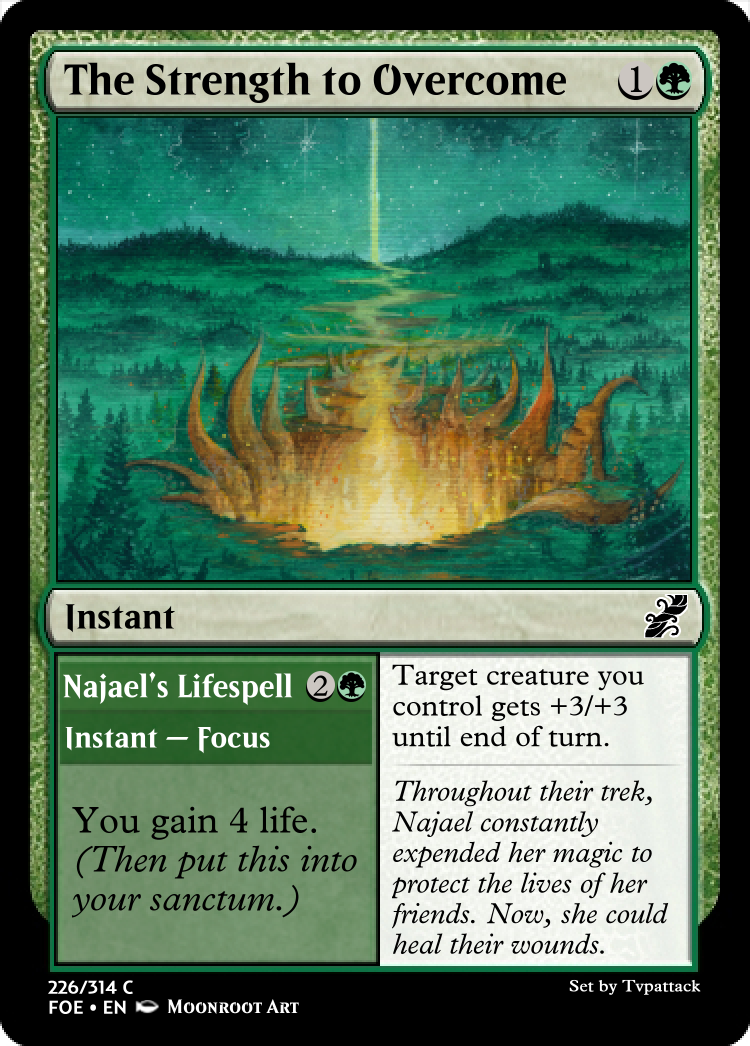 The Strength to Overcome 1
Instant
Najael's Lifespell 2
Instant — Focus
You gain 4 life.
(Then put this into
your sanctum.)
Target creature you
control gets +3/+3
until end of turn.
Throughout their trek,
Najael constantly
expended her magic to
protect the lives of her
friends. Now, she could
heal their wounds.
226/314 C
FOE • EN Moonroot Art
Set by Tvpattack